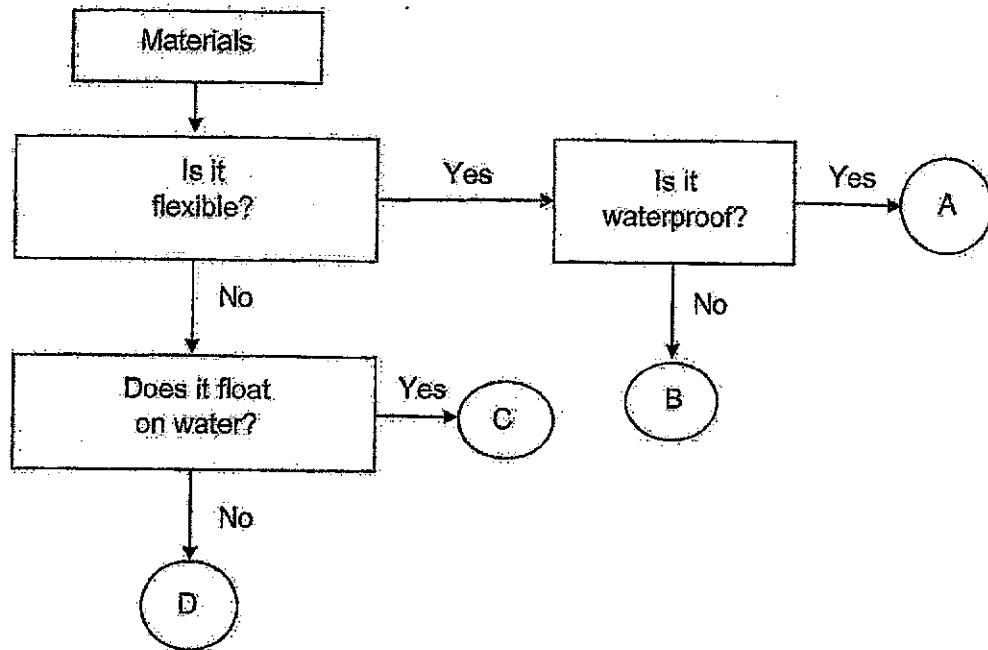 Materials
Is it
flexible?
Yes
Is it
waterproof?
Yes
A
No
No
B
Does it float
on water?
Yes
C
No
D